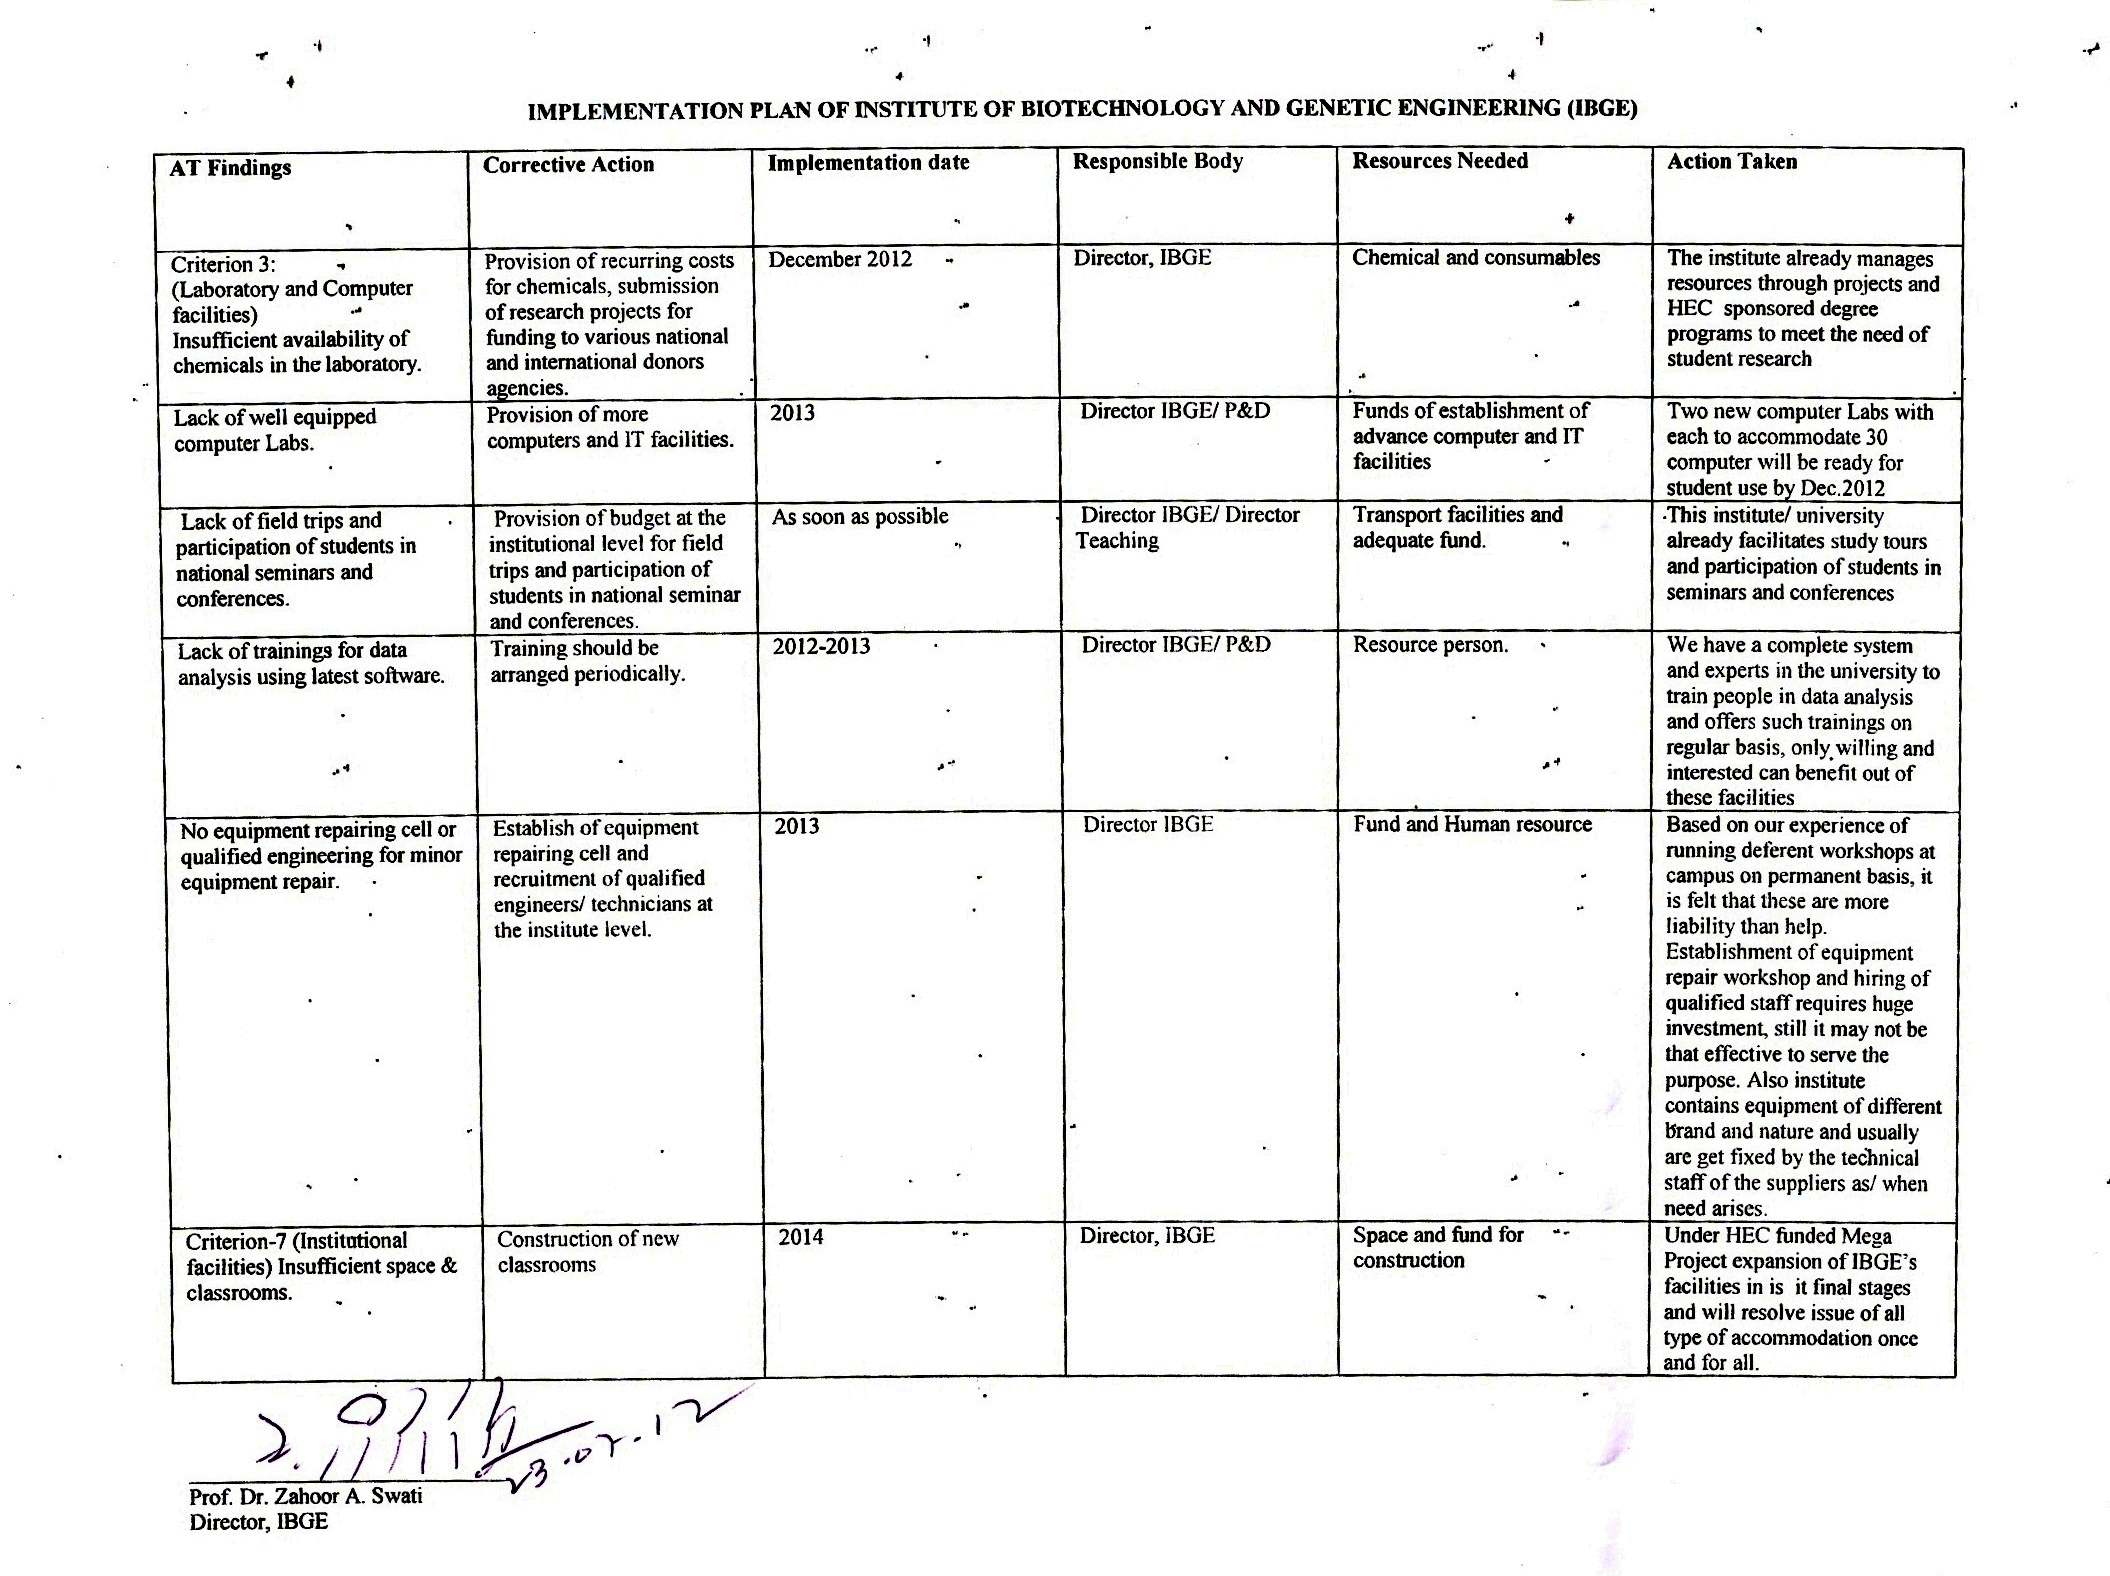 IMPLEMENTATION PLAN OF INSTITUTE OF BIOTECHNOLOGY AND GENETIC ENGINEERING (IBGE)
AT Findings
Corrective Action
Implementation date
Responsible Body
Resources Needed
Action Taken
Criterion 3:
(Laboratory and Computer
facilities)
Insufficient availability of
chemicals in the laboratory.
Provision of recurring costs
for chemicals, submission
of research projects for
funding to various national
and international donors
agencies.
December 2012
Director, IBGE
Chemical and consumables
The institute already manages
resources through projects and
HEC sponsored degree
programs to meet the need of
student research
Lack of well equipped
computer Labs.
Provision of more
computers and IT facilities.
2013
Director IBGE/ P&D
Funds of establishment of
advance computer and IT
facilities
Two new computer Labs with
each to accommodate 30
computer will be ready for
student use by Dec.2012
Lack of field trips and
participation of students in
national seminars and
conferences.
Provision of budget at the
institutional level for field
trips and participation of
students in national seminar
and conferences.
As soon as possible
Director IBGE/ Director
Teaching
Transport facilities and
adequate fund.
This institute/ university
already facilitates study tours
and participation of students in
seminars and conferences
Lack of trainings for data
analysis using latest software.
Training should be
arranged periodically.
2012-2013
Director IBGE/ P&D
Resource person.
We have a complete system
and experts in the university to
train people in data analysis
and offers such trainings on
regular basis, only willing and
interested can benefit out of
these facilities
No equipment repairing cell or
qualified engineering for minor
equipment repair.
Establish of equipment
repairing cell and
recruitment of qualified
engineers/ technicians at
the institute level.
2013
Director IBGE
Fund and Human resource
Based on our experience of
running deferent workshops at
campus on permanent basis, it
is felt that these are more
liability than help.
Establishment of equipment
repair workshop and hiring of
qualified staff requires huge
investment, still it may not be
that effective to serve the
purpose. Also institute
contains equipment of different
brand and nature and usually
are get fixed by the technical
staff of the suppliers as/ when
need arises.
Criterion-7 (Institutional
facilities) Insufficient space &
classrooms.
Construction of new
classrooms
2014
Director, IBGE
Space and fund for
construction
Under HEC funded Mega
Project expansion of IBGE's
facilities in is it final stages
and will resolve issue of all
type of accommodation once
and for all.
Prof. Dr. Zahoor A. Swati
Director, IBGE